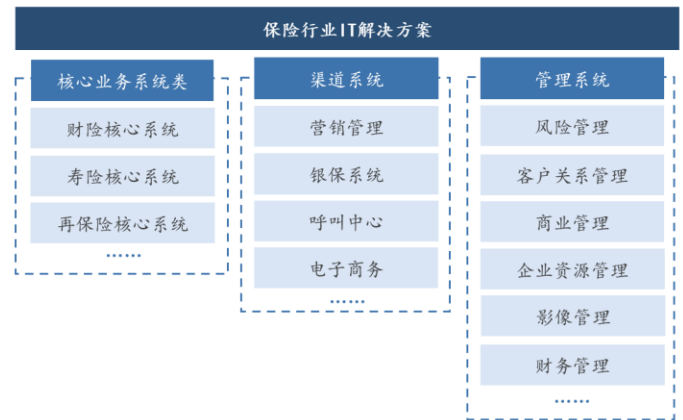 保险行业IT解决方案
核心业务系统类
财险核心系统
寿险核心系统
再保险核心系统
……
渠道系统
营销管理
银保系统
呼叫中心
电子商务
……
管理系统
风险管理
客户关系管理
商业管理
企业资源管理
影像管理
财务管理
……